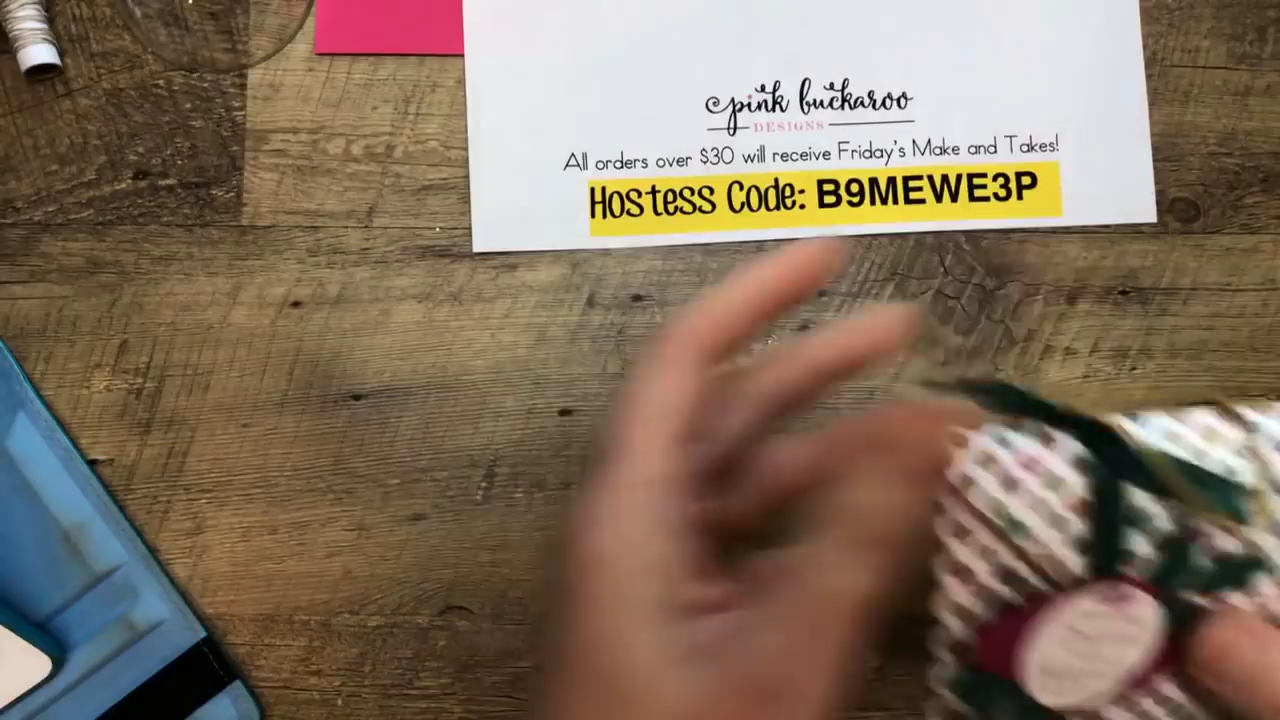 pink buckaroo
DESIGNS
All orders over $30 will receive Friday's Make and Takes!
Hostess Code: B9MEWE3P